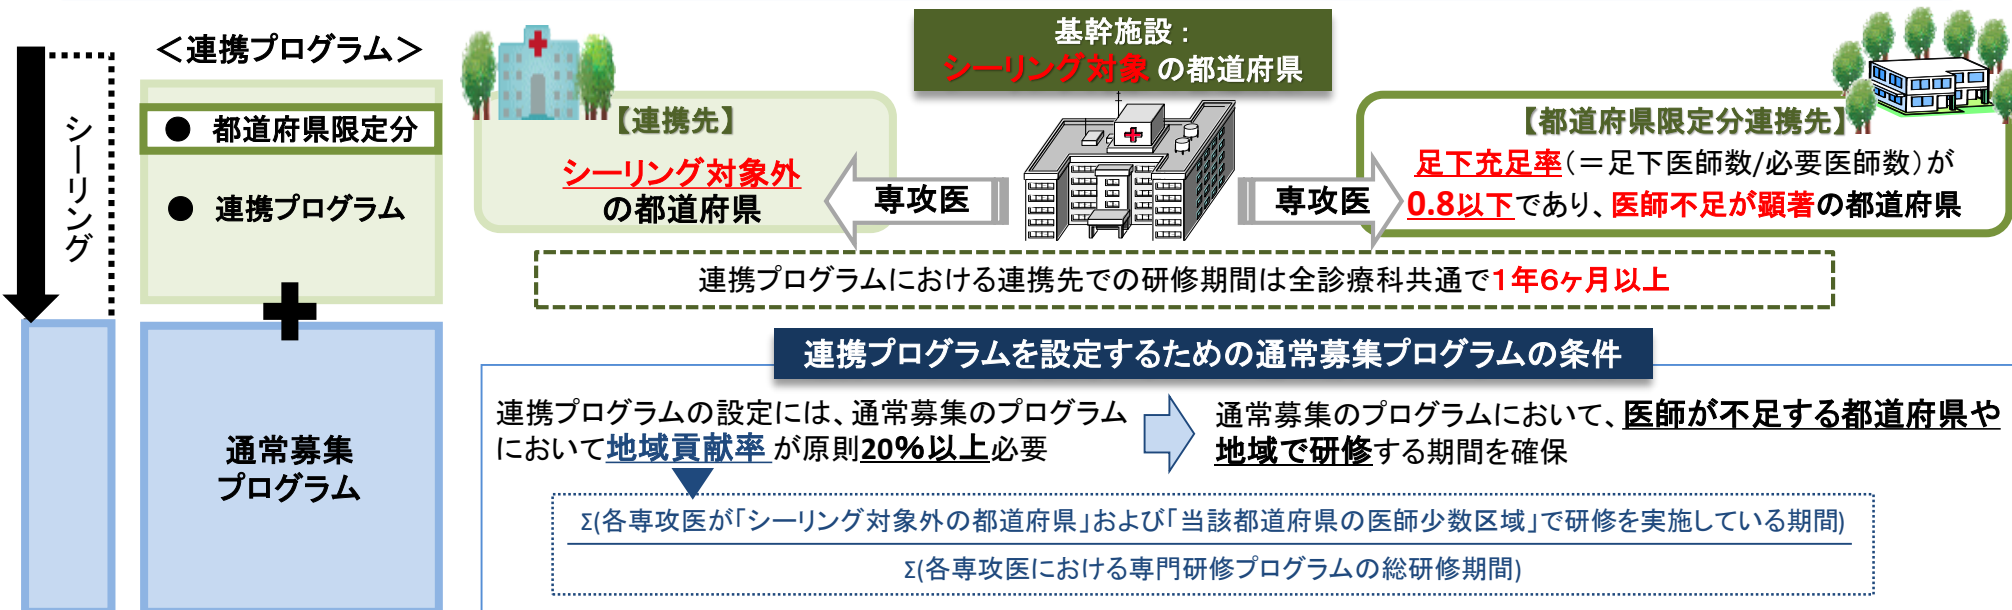 シーリング
＜連携プログラム＞
● 都道府県限定分
● 連携プログラム
通常募集
プログラム
基幹施設：
シーリング対象 の都道府県
【連携先】
シーリング対象外
の都道府県
専攻医
専攻医
【都道府県限定分連携先】
足下充足率（＝足下医師数/必要医師数）が
0.8以下であり、医師不足が顕著の都道府県
連携プログラムにおける連携先での研修期間は全診療科共通で１年６ヶ月以上
連携プログラムを設定するための通常募集プログラムの条件
連携プログラムの設定には、通常募集のプログラム
において地域貢献率 が原則20％以上必要
通常募集のプログラムにおいて、医師が不足する都道府県や
地域で研修する期間を確保
Σ(各専攻医が「シーリング対象外の都道府県」および「当該都道府県の医師少数区域」で研修を実施している期間)
Σ(各専攻医における専門研修プログラムの総研修期間)